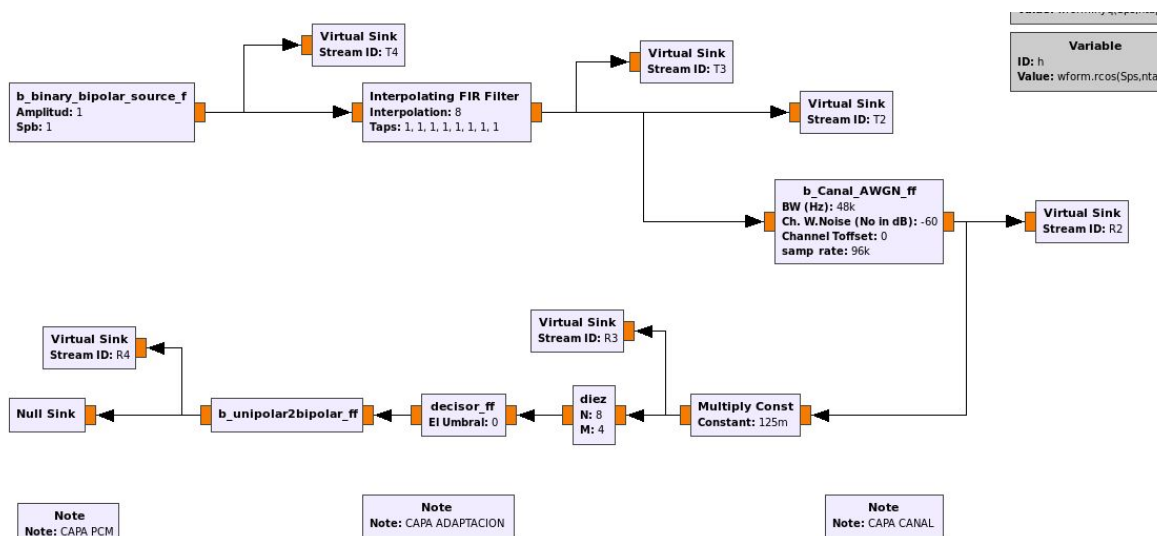 Virtual Sink
Stream ID: T4
b_binary_bipolar_source_f
Amplitud: 1
Spb: 1
Interpolating FIR Filter
Interpolation: 8
Taps: 1, 1, 1, 1, 1, 1, 1, 1
Virtual Sink
Stream ID: T3
Virtual Sink
Stream ID: T2
Variable
ID: h
Value: wform.rcos(Sps,nta
b_Canal_AWGN_ff
BW (Hz): 48k
Ch. W.Noise (No in dB): -60
Channel Toffset: 0
samp_rate: 96k
Virtual Sink
Stream ID: R2
Virtual Sink
Stream ID: R4
Virtual Sink
Stream ID: R3
Null Sink
b_unipolar2bipolar_ff
decisor_ff
El Umbral: 0
diez
N: 8
M: 4
Multiply Const
Constant: 125m
Note
Note: CAPA PCM
Note
Note: CAPA ADAPTACION
Note
Note: CAPA CANAL